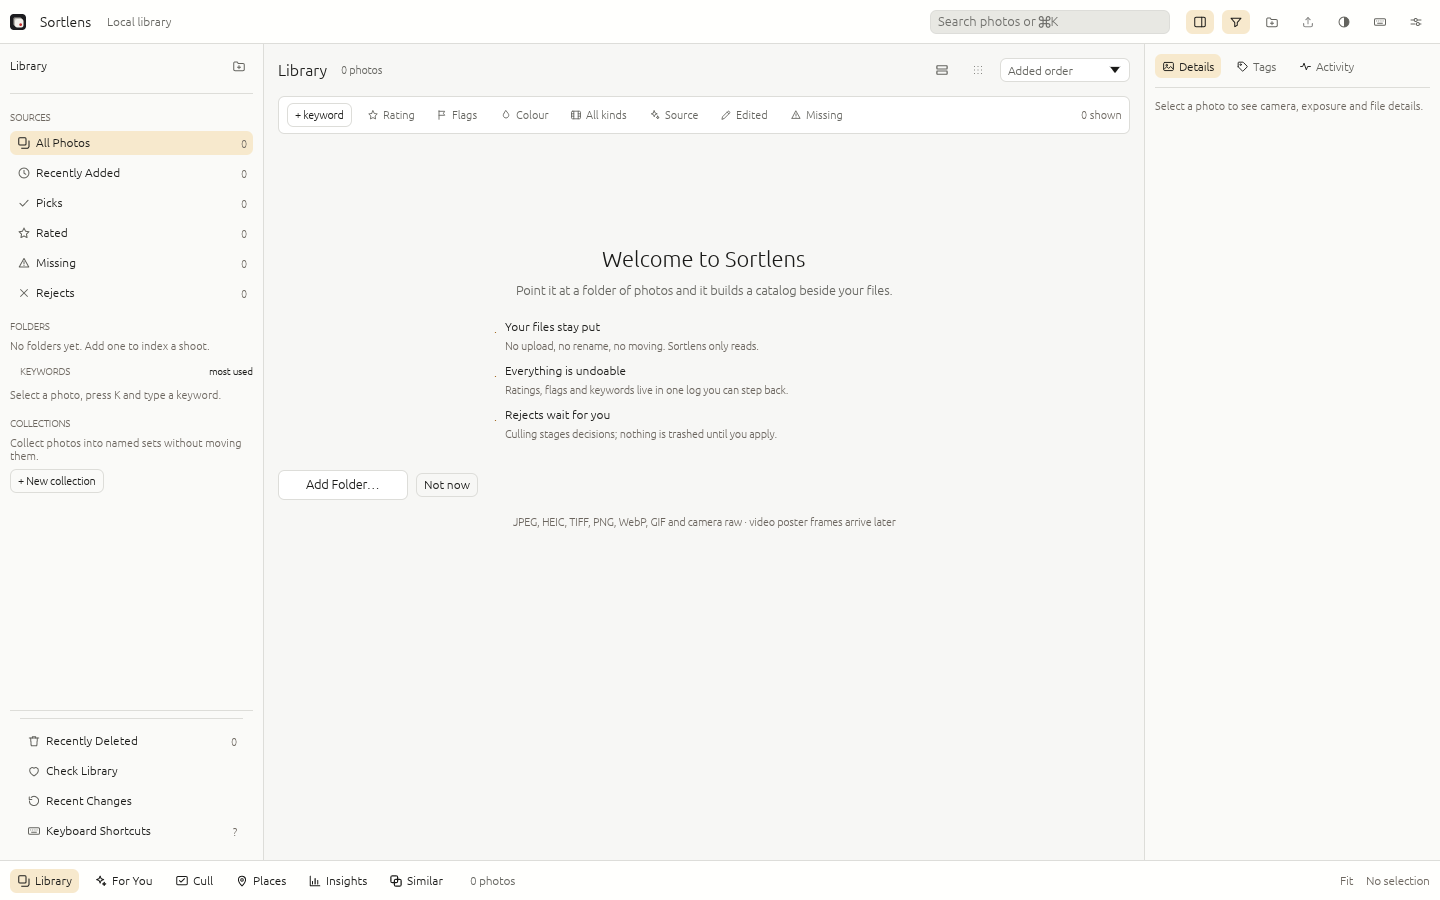 Sortlens Local library
Search photos or ⌘K
Library
SOURCES
All Photos 0
Recently Added 0
Picks 0
Rated 0
Missing 0
Rejects 0
FOLDERS
No folders yet. Add one to index a shoot.
KEYWORDS most used
Select a photo, press K and type a keyword.
COLLECTIONS
Collect photos into named sets without moving
them.
+ New collection
Recently Deleted 0
Check Library
Recent Changes
Keyboard Shortcuts ?
Library 0 photos
Added order
+ keyword Rating Flags Colour All kinds Source Edited Missing 0 shown
Welcome to Sortlens
Point it at a folder of photos and it builds a catalog beside your files.
Your files stay put
No upload, no rename, no moving. Sortlens only reads.
Everything is undoable
Ratings, flags and keywords live in one log you can step back.
Rejects wait for you
Culling stages decisions; nothing is trashed until you apply.
Add Folder… Not now
JPEG, HEIC, TIFF, PNG, WebP, GIF and camera raw · video poster frames arrive later
Details Tags Activity
Select a photo to see camera, exposure and file details.
Library For You Cull Places Insights Similar 0 photos
Fit No selection